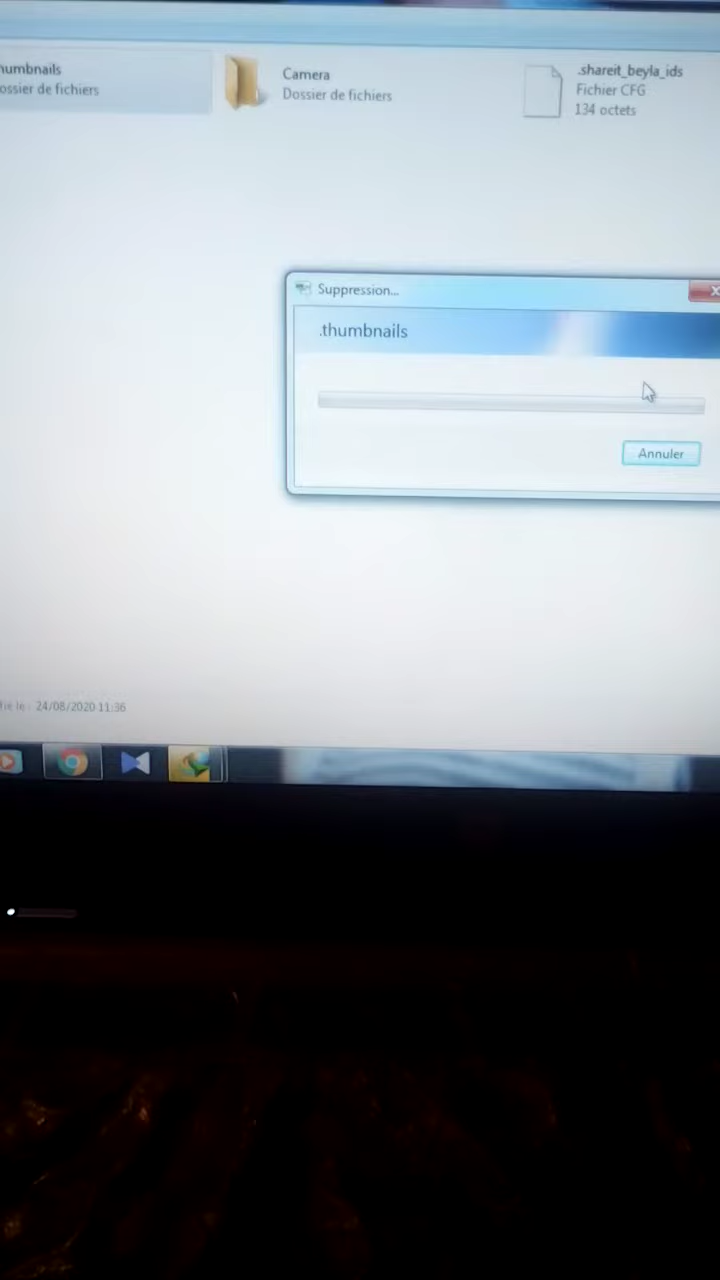 humbnails
ossier de fichiers
Camera
Dossier de fichiers
.shareit_beyla_ids
Fichier CFG
134 octets
Suppression...
.thumbnails
Annuler
le : 24/08/2020 11:36